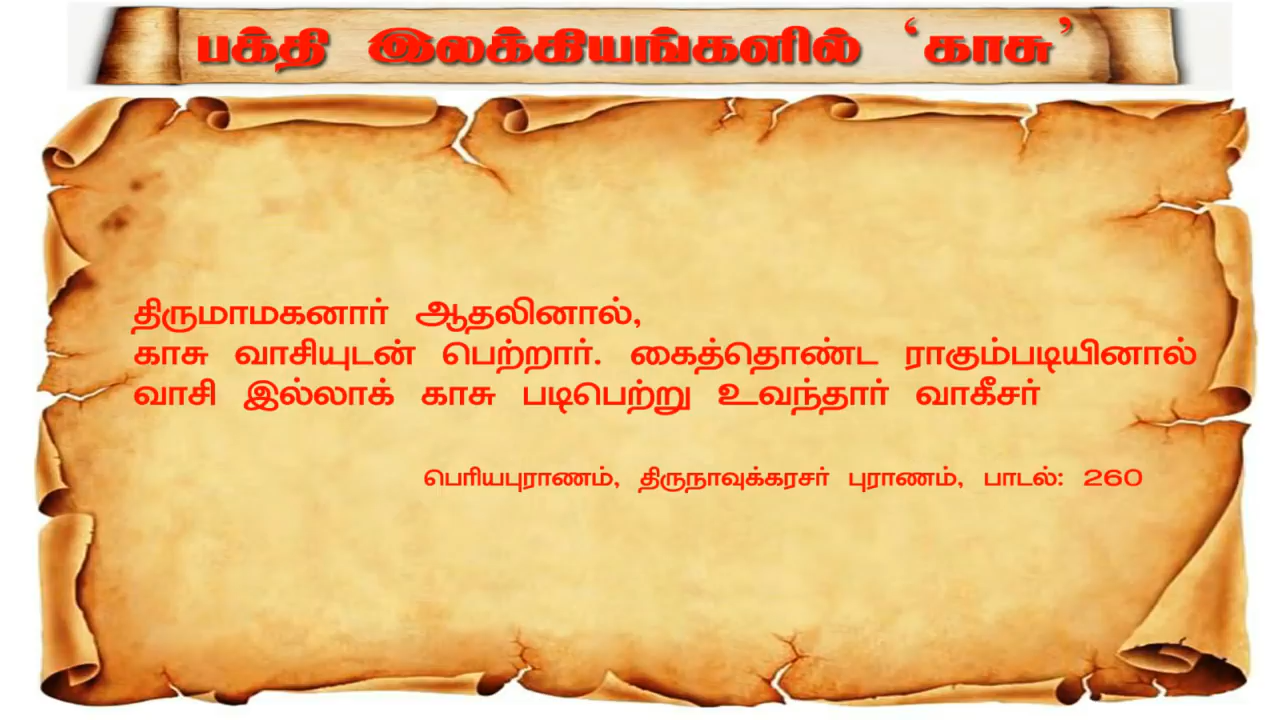 பக்தி இலக்கியங்களில் ‘காசு’
திருமாமகனார் ஆதலினால்,
காசு வாசியுடன் பெற்றார். கைத்தொண்ட ராகும்படியினால்
வாசி இல்லாக் காசு படிபெற்று உவந்தார் வாகீசர்
பெரியபுராணம், திருநாவுக்கரசர் புராணம், பாடல்: 260